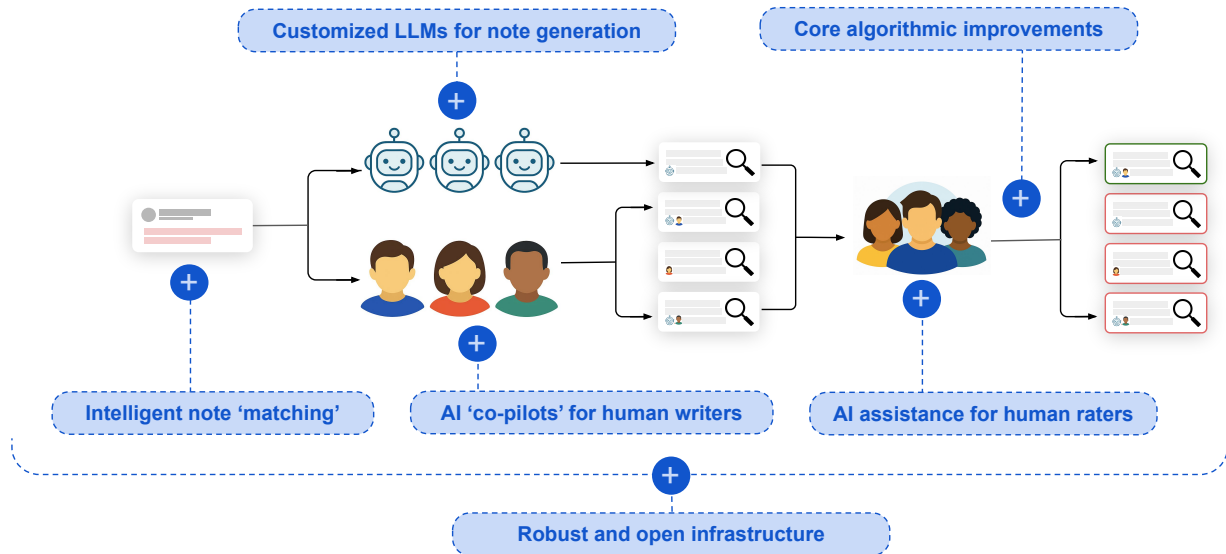 Customized LLMs for note generation
Core algorithmic improvements
Intelligent note ‘matching’
AI ‘co-pilots’ for human writers
AI assistance for human raters
Robust and open infrastructure